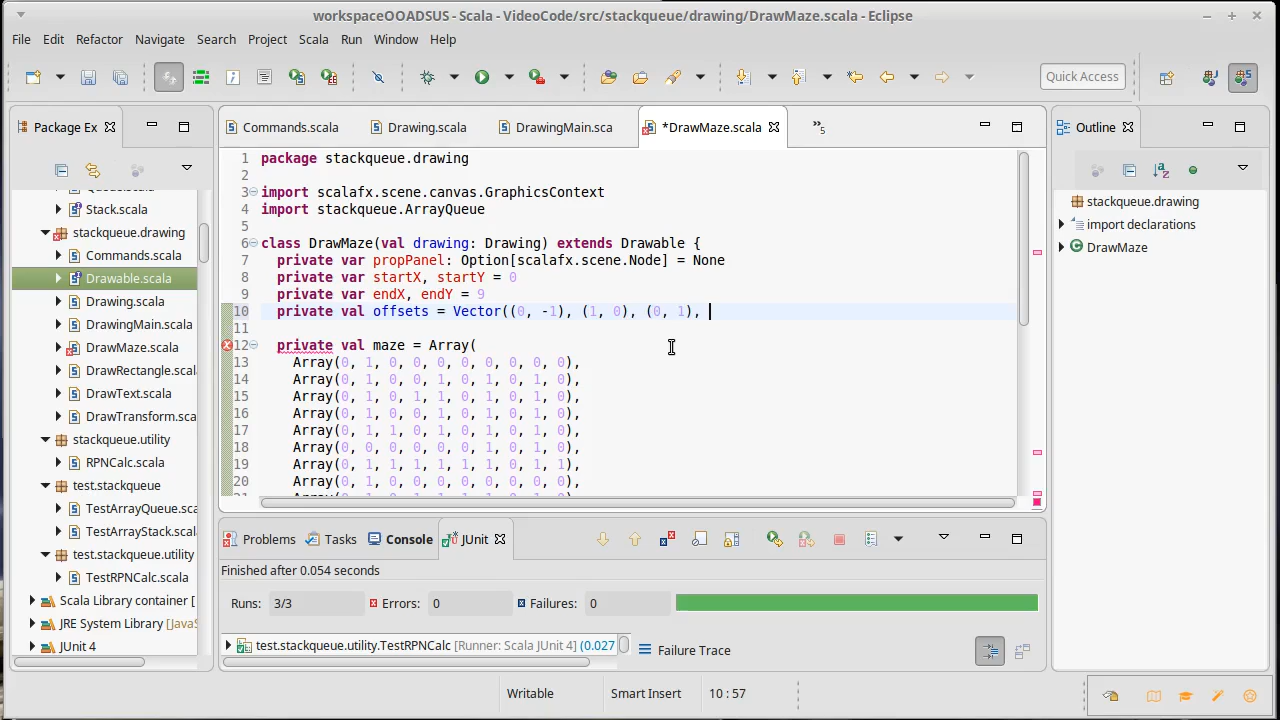 workspaceOOADSUS - Scala - VideoCode/src/stackqueue/drawing/DrawMaze.scala - Eclipse
File Edit Refactor Navigate Search Project Scala Run Window Help
Quick Access
Package Ex
Commands.scala
Drawing.scala
DrawingMain.sca
*DrawMaze.scala
»5
Outline
Stack.scala
stackqueue.drawing
Commands.scala
Drawable.scala
Drawing.scala
DrawingMain.scala
DrawMaze.scala
DrawRectangle.scal
DrawText.scala
DrawTransform.sca
stackqueue.utility
RPNCalc.scala
test.stackqueue
TestArrayQueue.sca
TestArrayStack.scala
test.stackqueue.utility
TestRPNCalc.scala
Scala Library container [
JRE System Library [JavaS
JUnit 4
1 package stackqueue.drawing
2
3 import scalafx.scene.canvas.GraphicsContext
4 import stackqueue.ArrayQueue
5
6 class DrawMaze(val drawing: Drawing) extends Drawable {
7 private var propPanel: Option[scalafx.scene.Node] = None
8 private var startX, startY = 0
9 private var endX, endY = 9
10 private val offsets = Vector((0, -1), (1, 0), (0, 1),
11
12 private val maze = Array(
13 Array(0, 1, 0, 0, 0, 0, 0, 0, 0, 0),
14 Array(0, 1, 0, 0, 1, 0, 1, 0, 1, 0),
15 Array(0, 1, 0, 1, 1, 0, 1, 0, 1, 0),
16 Array(0, 1, 0, 0, 1, 0, 1, 0, 1, 0),
17 Array(0, 1, 1, 0, 1, 0, 1, 0, 1, 0),
18 Array(0, 0, 0, 0, 0, 0, 1, 0, 1, 0),
19 Array(0, 1, 1, 1, 1, 1, 1, 0, 1, 1),
20 Array(0, 1, 0, 0, 0, 0, 0, 0, 0, 0),
stackqueue.drawing
import declarations
DrawMaze
Problems Tasks Console JUnit
Finished after 0.054 seconds
Runs: 3/3 Errors: 0 Failures: 0
test.stackqueue.utility.TestRPNCalc [Runner: Scala JUnit 4] (0.027
Failure Trace
Writable Smart Insert 10 : 57